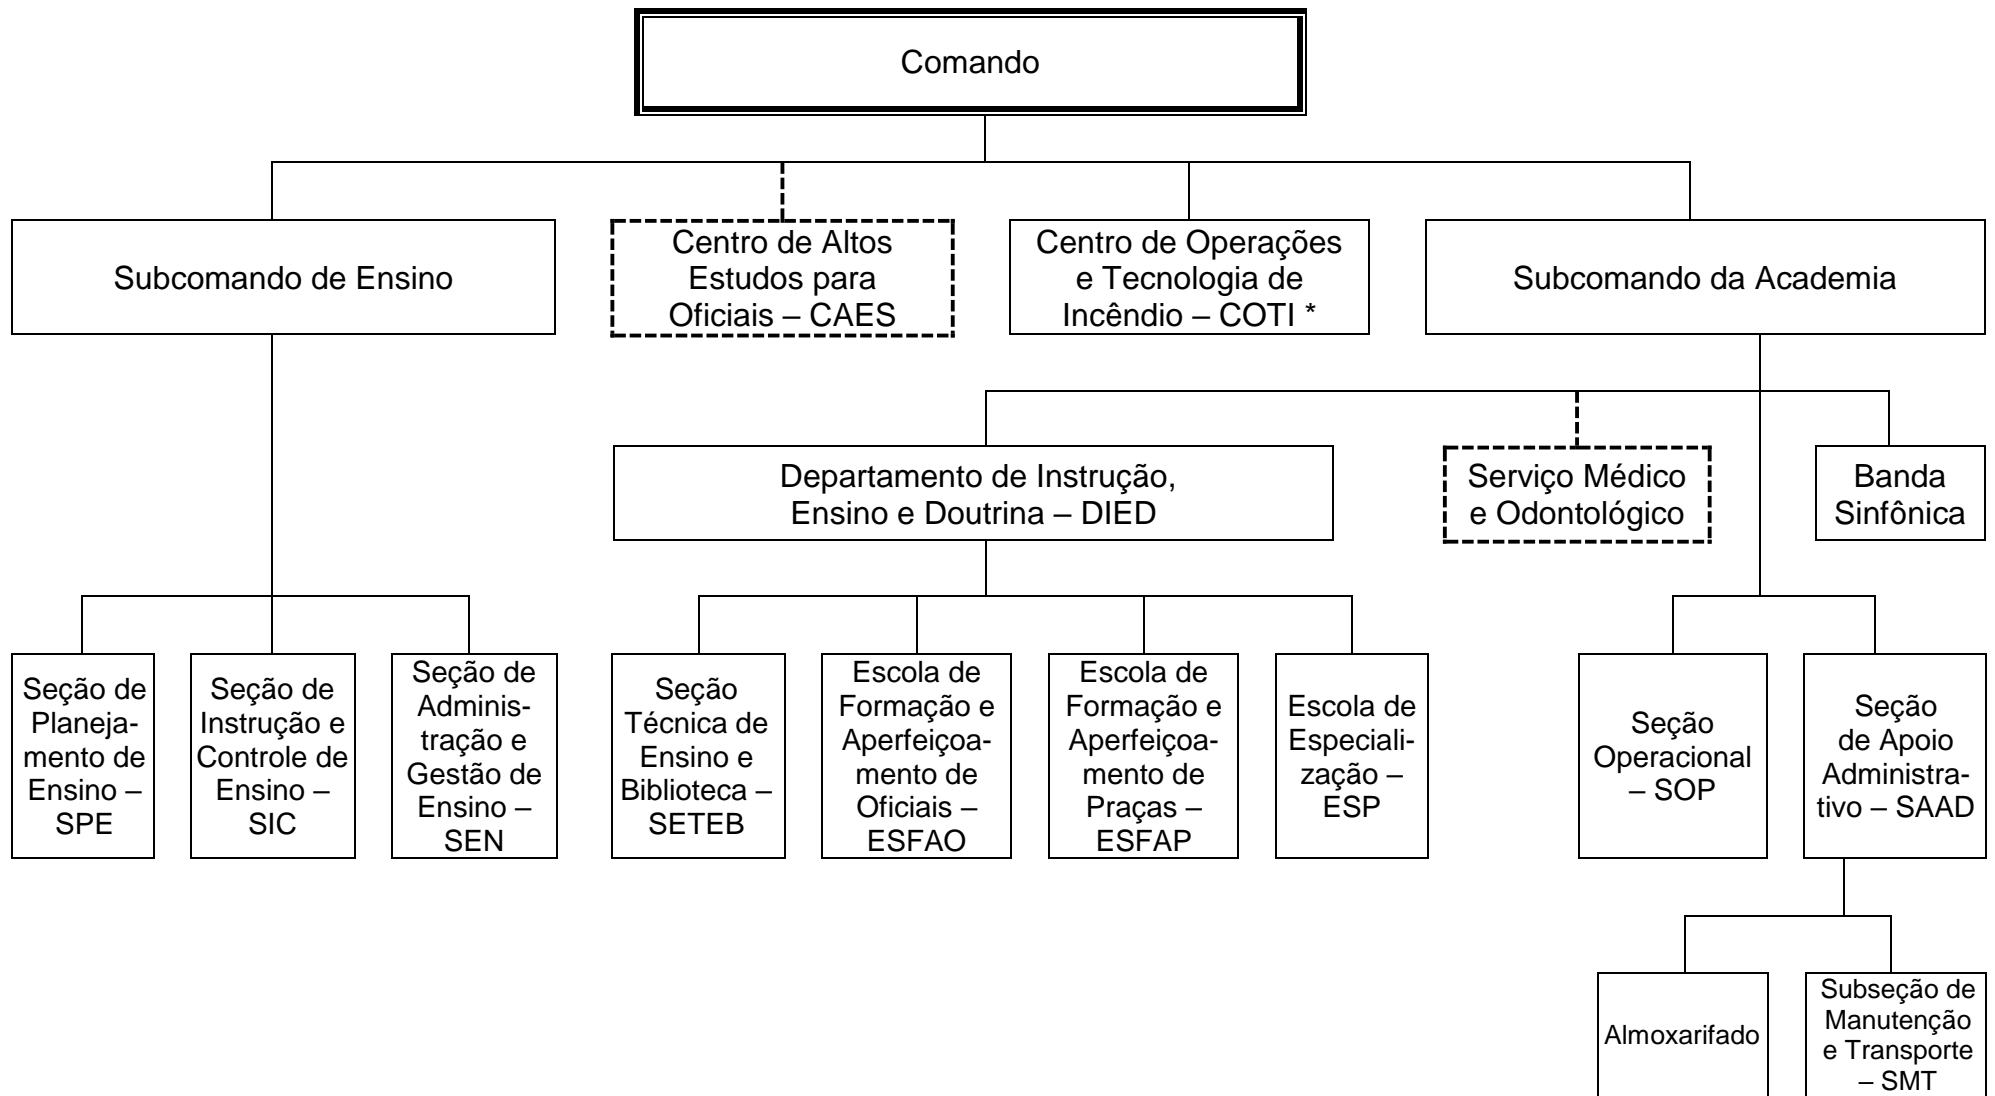 Comando
Subcomando de Ensino
Centro de Altos
Estudos para
Oficiais – CAES
Centro de Operações
e Tecnologia de
Incêndio – COTI *
Subcomando da Academia
Departamento de Instrução,
Ensino e Doutrina – DIED
Serviço Médico
e Odontológico
Banda
Sinfônica
Seção de
Planeja-
mento de
Ensino –
SPE
Seção de
Instrução e
Controle de
Ensino –
SIC
Seção de
Adminis-
tração e
Gestão de
Ensino –
SEN
Seção
Técnica de
Ensino e
Biblioteca –
SETEB
Escola de
Formação e
Aperfeiçoa-
mento de
Oficiais –
ESFAO
Escola de
Formação e
Aperfeiçoa-
mento de
Praças –
ESFAP
Escola de
Especiali-
zação –
ESP
Seção
Operacional
– SOP
Seção
de Apoio
Administra-
tivo – SAAD
Almoxarifado
Subseção de
Manutenção
e Transporte
– SMT